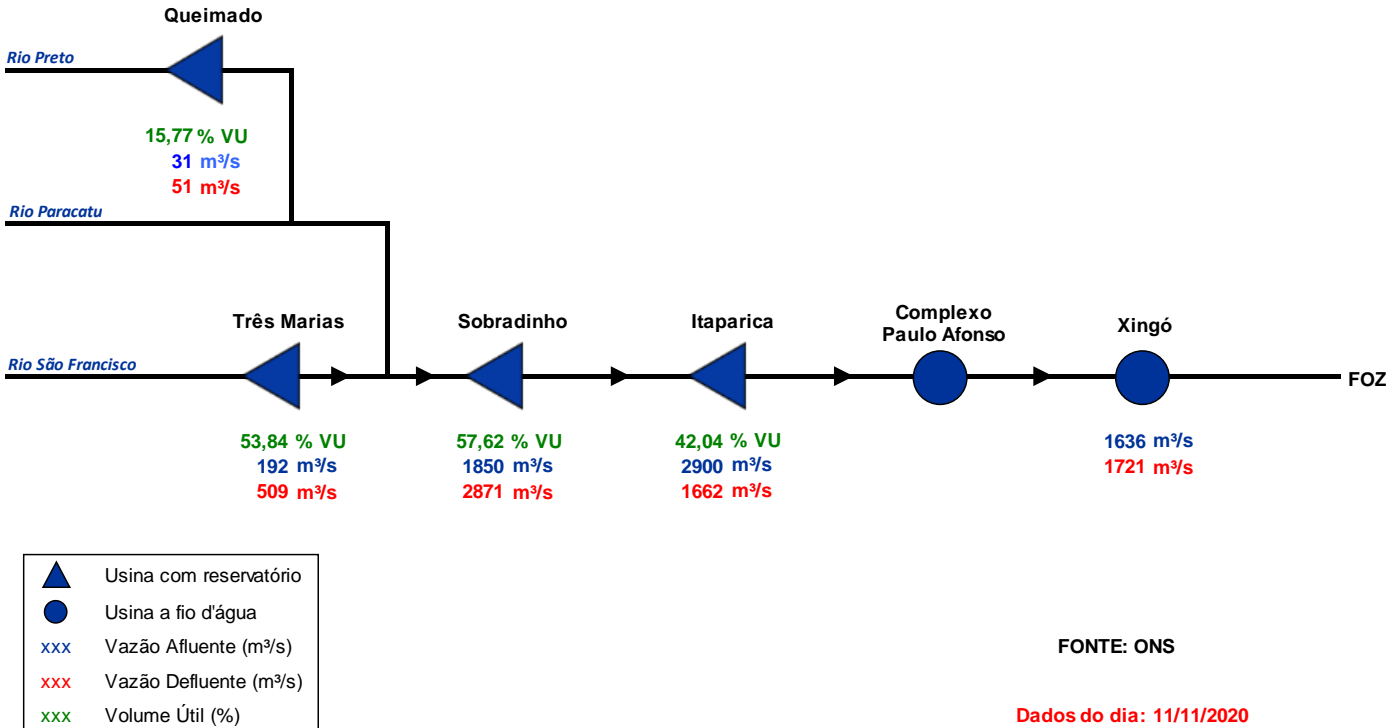 Queimado
Rio Preto
15,77 % VU
31 m³/s
51 m³/s
Rio Paracatu
Três Marias
Sobradinho
Itaparica
Complexo
Paulo Afonso
Xingó
Rio São Francisco
FOZ
53,84 % VU
192 m³/s
509 m³/s
57,62 % VU
1850 m³/s
2871 m³/s
42,04 % VU
2900 m³/s
1662 m³/s
1636 m³/s
1721 m³/s
Usina com reservatório
Usina a fio d'água
xxx Vazão Afluente (m³/s)
xxx Vazão Defluente (m³/s)
xxx Volume Útil (%)
FONTE: ONS
Dados do dia: 11/11/2020